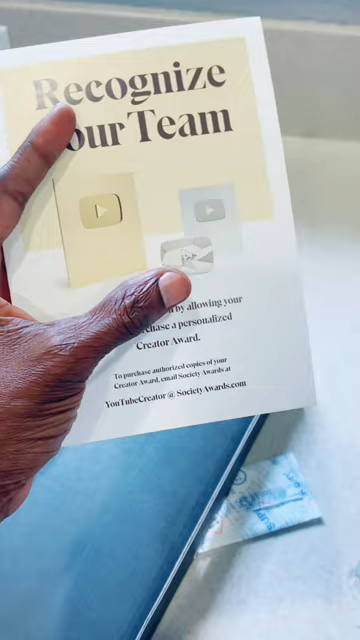 Recognize
our Team
by allowing your
chase a personalized
Creator Award.
To purchase authorized copies of your
Creator Award, email Society Awards at
YouTubeCreator @ SocietyAwards.com